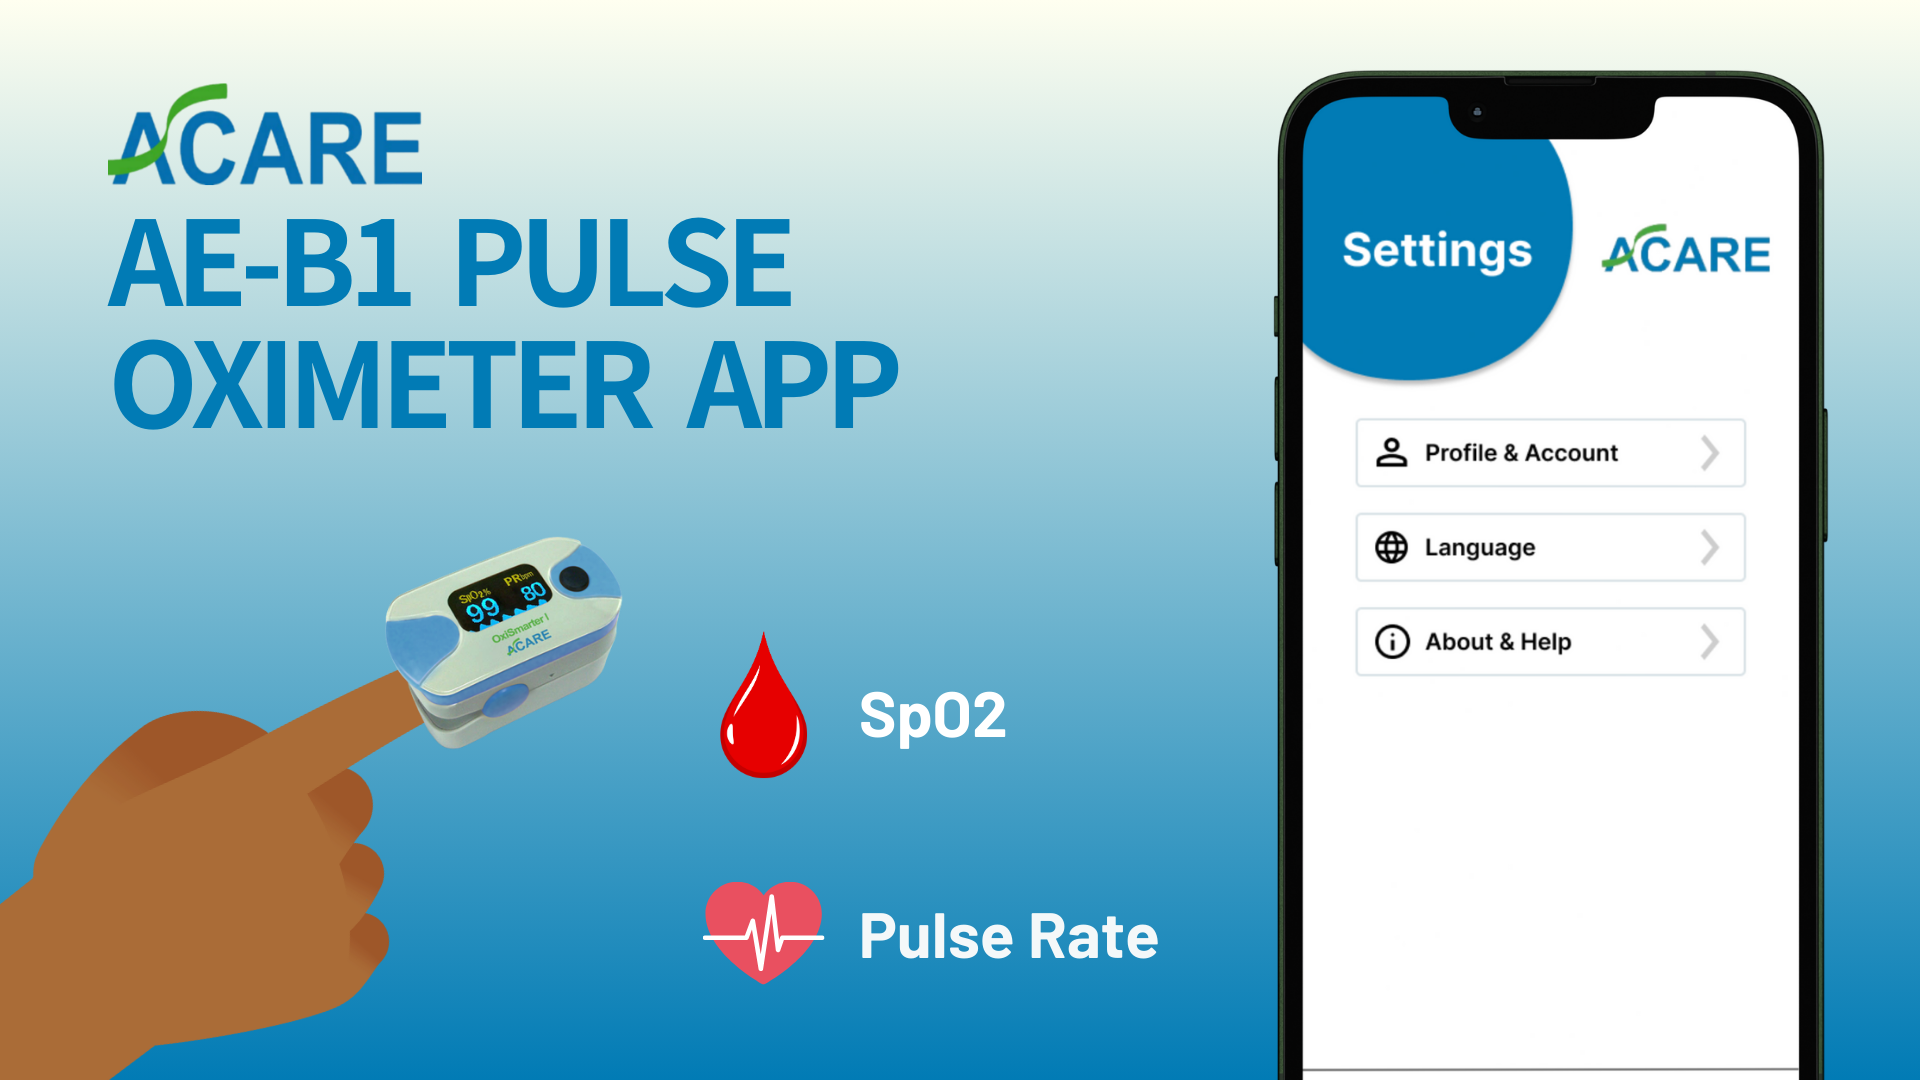 ACARE
AE-B1 PULSE
OXIMETER APP
SpO2%
PRbpm
99
80
OxiSmarter I
ACARE
SpO2
Pulse Rate
Settings
ACARE
Profile & Account
Language
About & Help